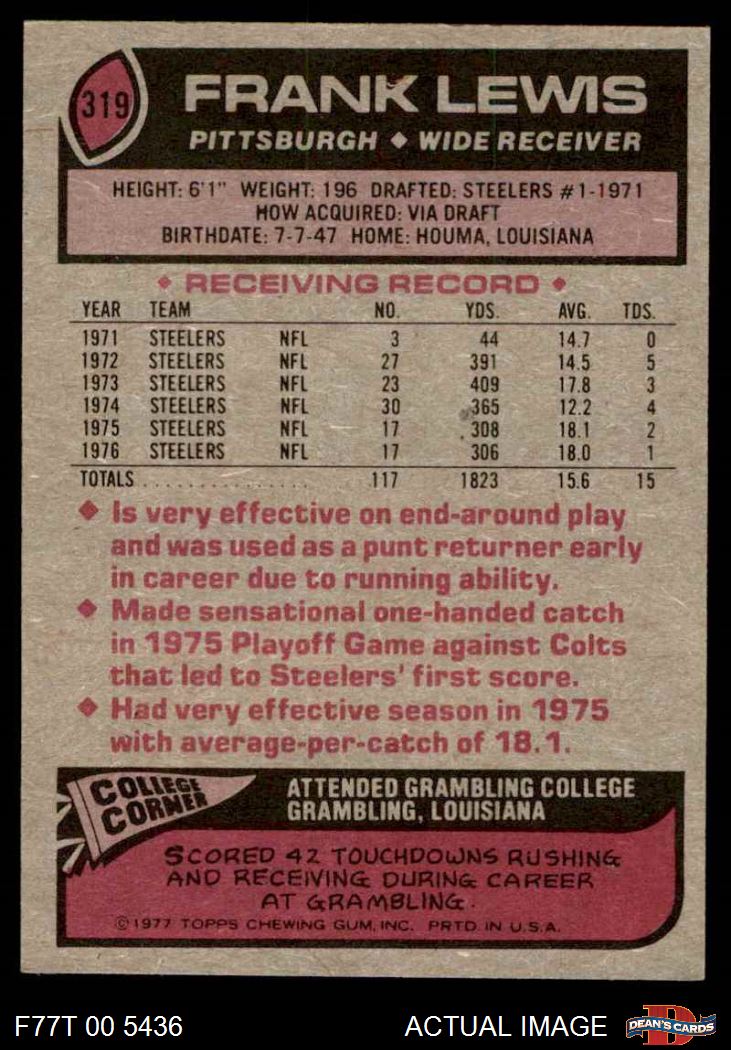 319
FRANK LEWIS
PITTSBURGH ◆ WIDE RECEIVER
HEIGHT: 6'1" WEIGHT: 196 DRAFTED: STEELERS #1-1971
HOW ACQUIRED: VIA DRAFT
BIRTHDATE: 7-7-47 HOME: HOUMA, LOUISIANA
◆ RECEIVING RECORD ◆
YEAR TEAM NO. YDS. AVG. TDS.
1971 STEELERS NFL 3 44 14.7 0
1972 STEELERS NFL 27 391 14.5 5
1973 STEELERS NFL 23 409 17.8 3
1974 STEELERS NFL 30 365 12.2 4
1975 STEELERS NFL 17 308 18.1 2
1976 STEELERS NFL 17 306 18.0 1
TOTALS . . . . . . . . . . . . . . . 117 1823 15.6 15
◆ Is very effective on end-around play
and was used as a punt returner early
in career due to running ability.
◆ Made sensational one-handed catch
in 1975 Playoff Game against Colts
that led to Steelers' first score.
◆ Had very effective season in 1975
with average-per-catch of 18.1.
COLLEGE
CORNER
ATTENDED GRAMBLING COLLEGE
GRAMBLING, LOUISIANA
SCORED 42 TOUCHDOWNS RUSHING
AND RECEIVING DURING CAREER
AT GRAMBLING.
©1977 TOPPS CHEWING GUM, INC. PRTD. IN U.S.A.
F77T 00 5436
ACTUAL IMAGE
D
DEAN'S CARDS